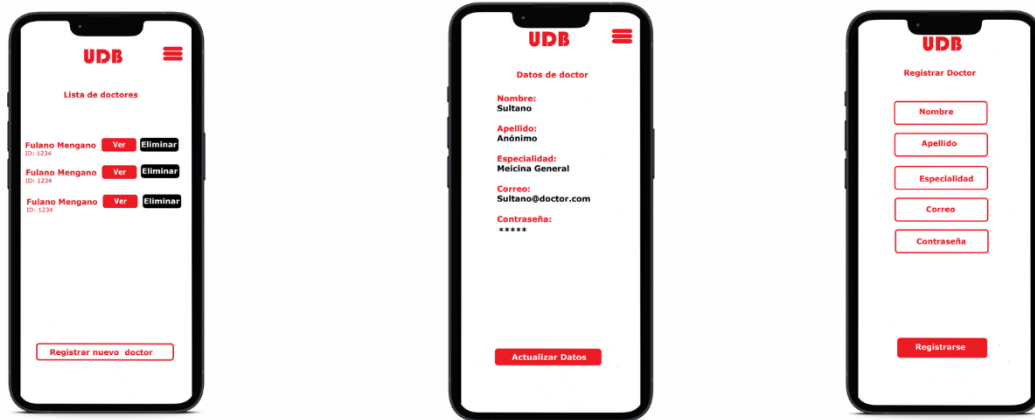 UDB
Lista de doctores
Fulano Mengano Ver Eliminar
ID: 1234
Fulano Mengano Ver Eliminar
ID: 1234
Fulano Mengano Ver Eliminar
ID: 1234
Registrar nuevo doctor
UDB
Datos de doctor
Nombre:
Sultano
Apellido:
Anónimo
Especialidad:
Meicina General
Correo:
Sultano@doctor.com
Contraseña:
*****
Actualizar Datos
UDB
Registrar Doctor
Nombre
Apellido
Especialidad
Correo
Contraseña
Registrarse